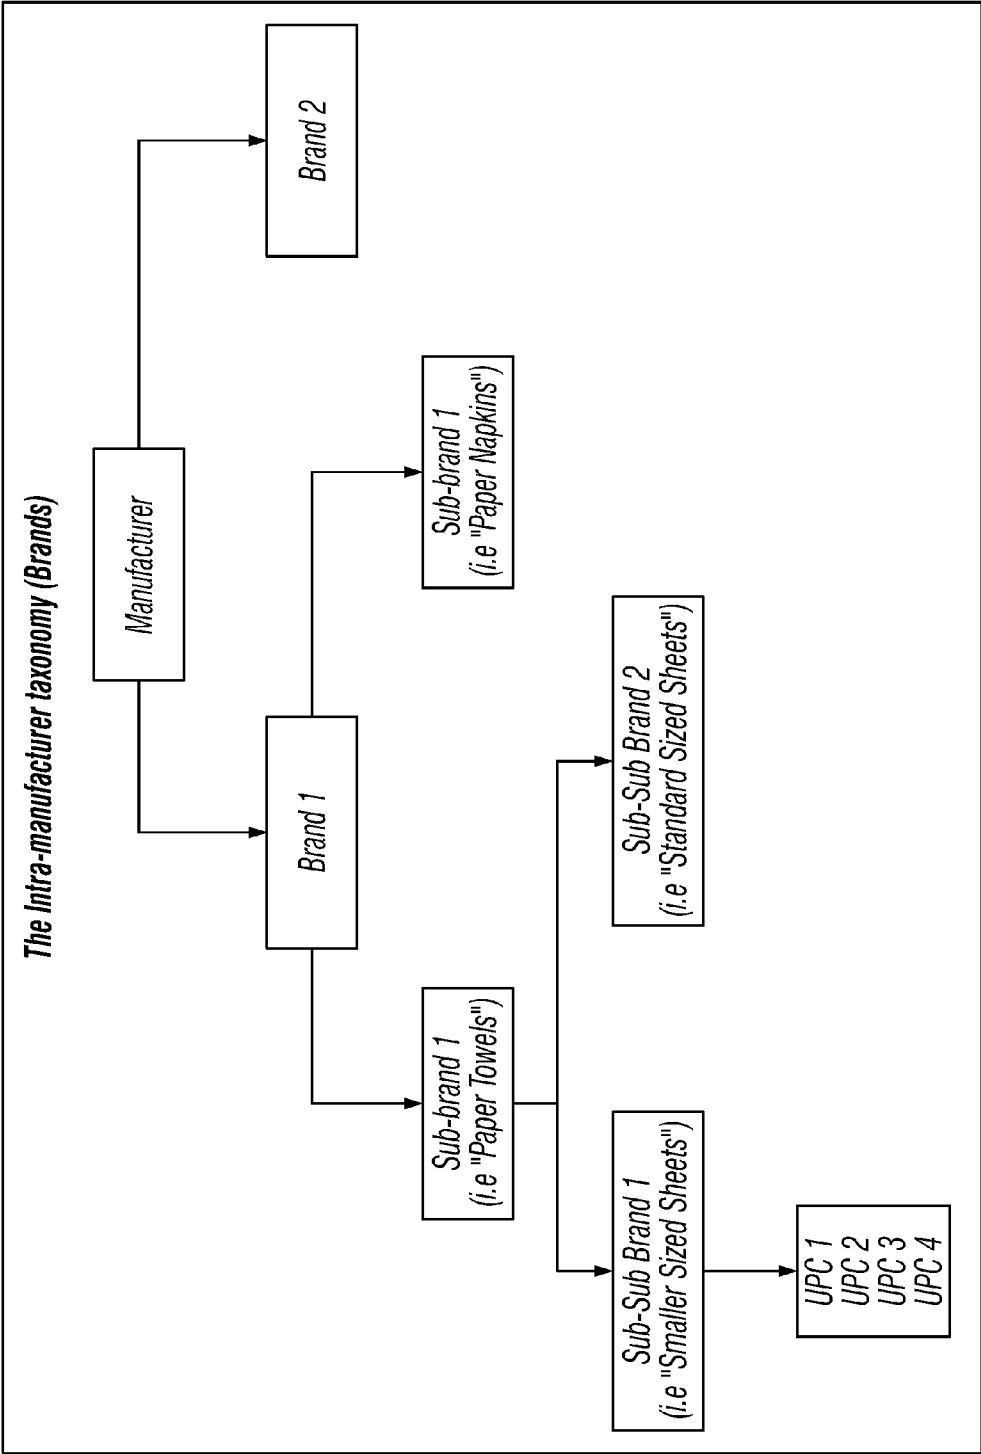 The Intra-manufacturer taxonomy (Brands)
Manufacturer
Brand 1
Brand 2
Sub-brand 1
(i.e "Paper Towels")
Sub-brand 1
(i.e "Paper Napkins")
Sub-Sub Brand 1
(i.e "Smaller Sized Sheets")
Sub-Sub Brand 2
(i.e "Standard Sized Sheets")
UPC 1
UPC 2
UPC 3
UPC 4